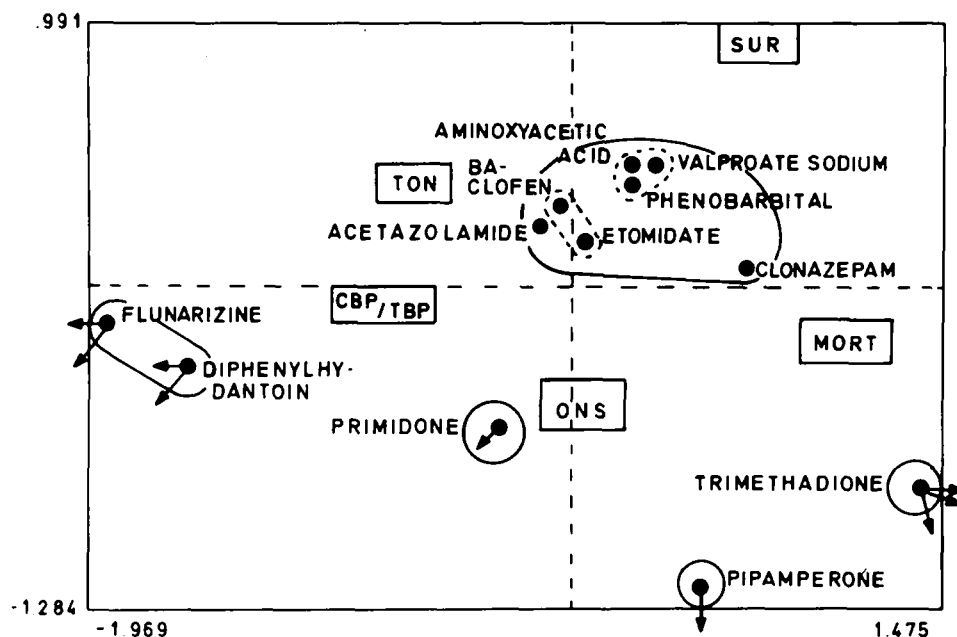 .991
SUR
AMINOXYACETIC
ACID
VALPROATE SODIUM
BA-
CLOFEN
TON
PHENOBARBITAL
ACETAZOLAMIDE
ETOMIDATE
CLONAZEPAM
CBP/TBP
FLUNARIZINE
MORT
DIPHENYLHY-
DANTOIN
ONS
PRIMIDONE
TRIMETHADIONE
PIPAMPERONE
-1.284
-1.969
1.475